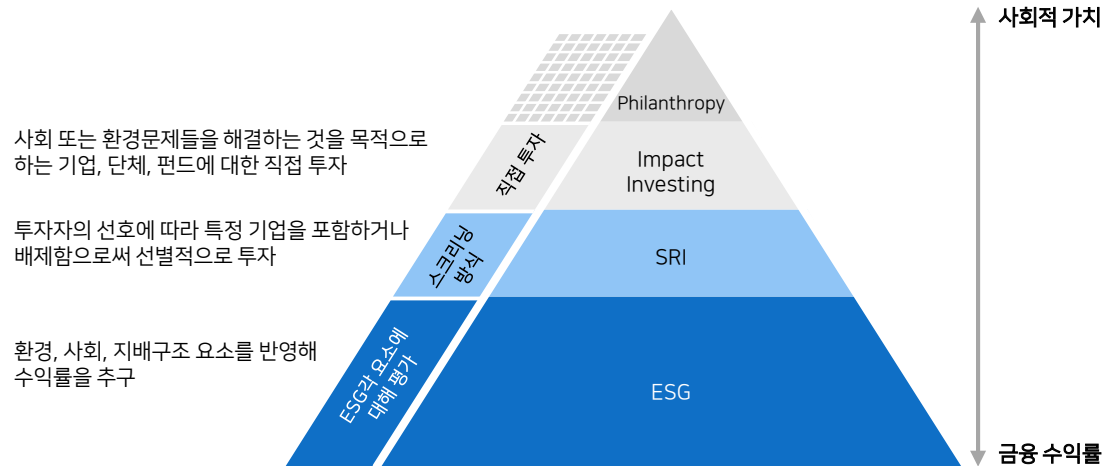 사회적 가치
Philanthropy
사회 또는 환경문제들을 해결하는 것을 목적으로
하는 기업, 단체, 펀드에 대한 직접 투자
직접 투자
Impact
Investing
투자자의 선호에 따라 특정 기업을 포함하거나
배제함으로써 선별적으로 투자
스크리닝
방식
SRI
환경, 사회, 지배구조 요소를 반영해
수익률을 추구
ESG각 요소에
대해 평가
ESG
금융 수익률